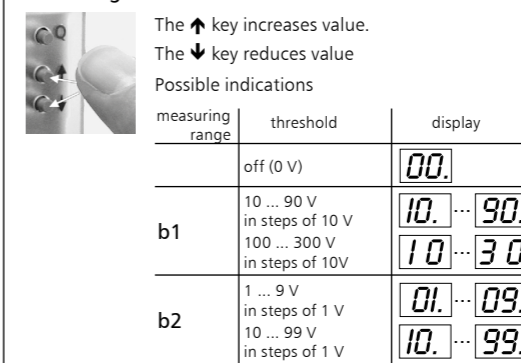 Q
The ↑ key increases value.
The ↓ key reduces value
Possible indications
measuring range threshold display
off (0 V) 00.
b1 10 ... 90 V
in steps of 10 V 10. ... 90.
100 ... 300 V
in steps of 10V 10 ... 30
b2 1 ... 9 V
in steps of 1 V 01. ... 09.
10 ... 99 V
in steps of 1 V 10. ... 99.